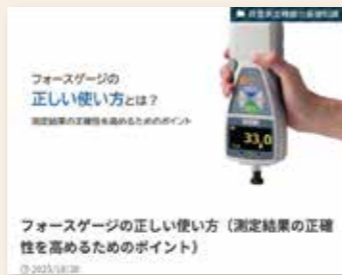 フォースゲージの
正しい使い方とは？
測定結果の正確性を高めるためのポイント
33.0
フォースゲージの正しい使い方（測定結果の正確
性を高めるためのポイント）